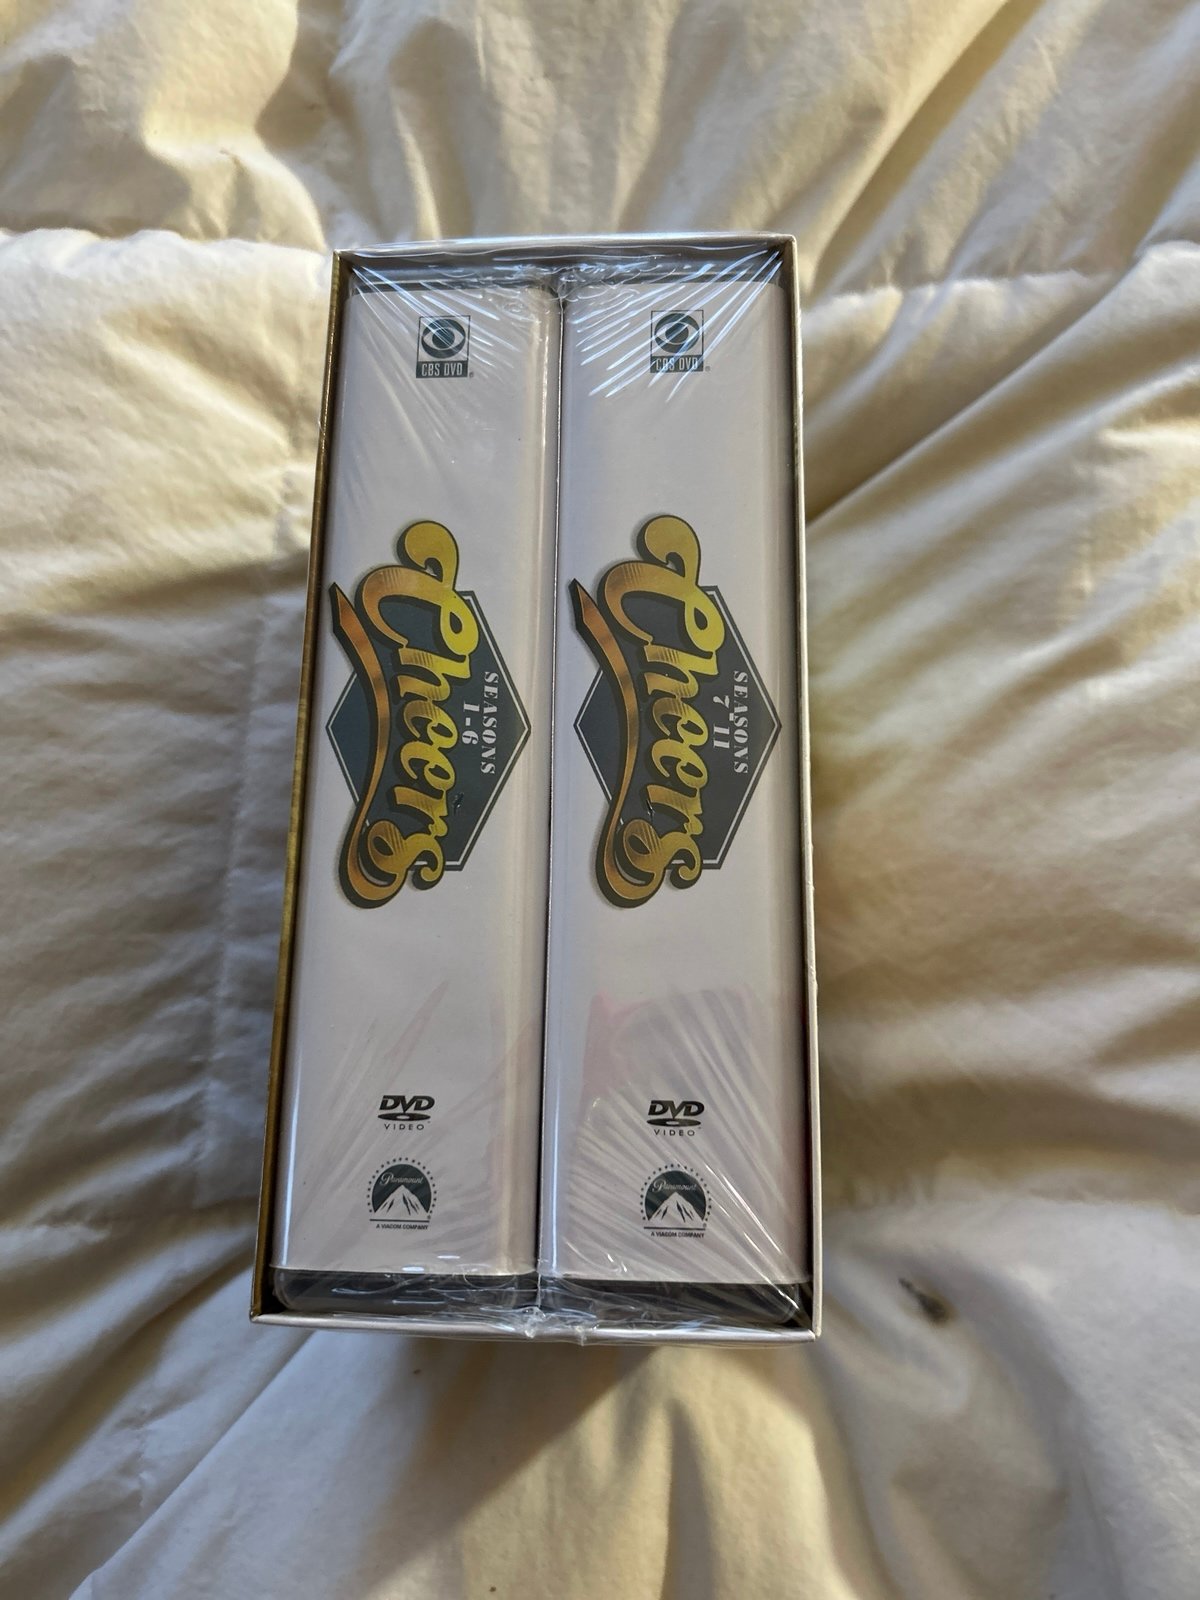 CBS DVD
Cheers
SEASONS
1-6
DVD
VIDEO
Paramount
A VIACOM COMPANY
CBS DVD
Cheers
SEASONS
7-11
DVD
VIDEO
Paramount
A VIACOM COMPANY